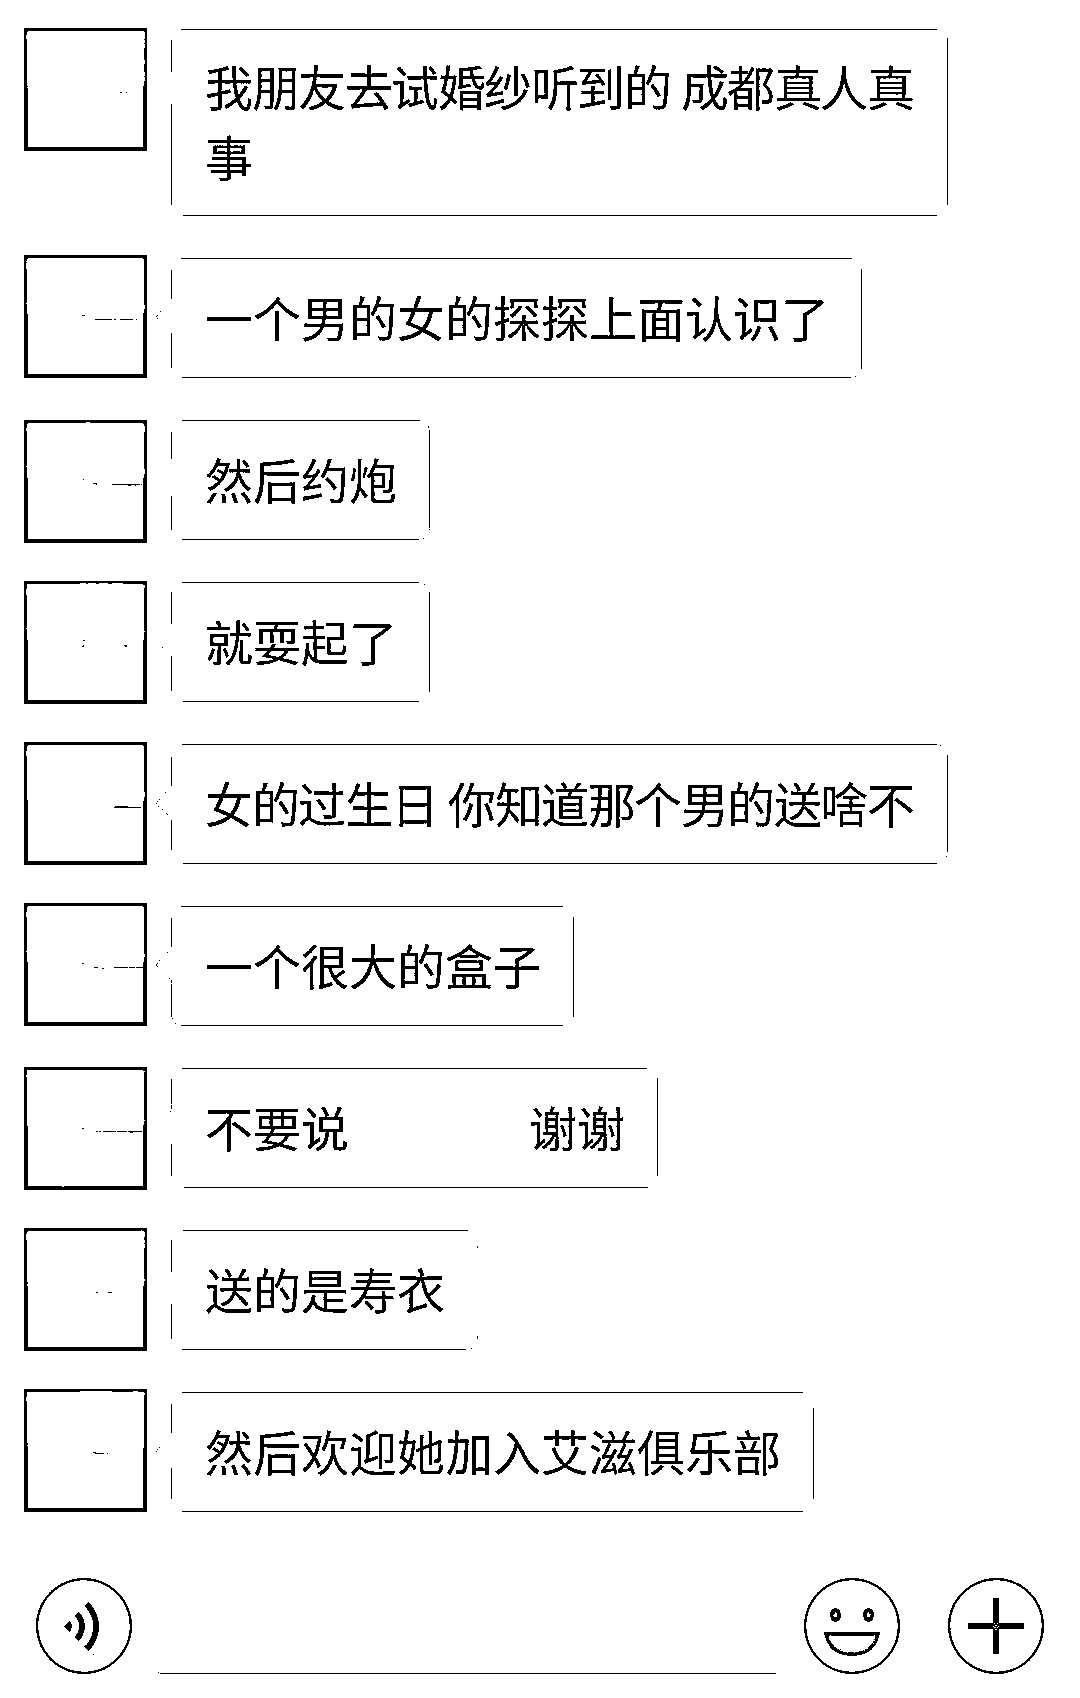 我朋友去试婚纱听到的 成都真人真
事
一个男的女的探探上面认识了
然后约炮
就耍起了
女的过生日 你知道那个男的送啥不
一个很大的盒子
不要说 谢谢
送的是寿衣
然后欢迎她加入艾滋俱乐部